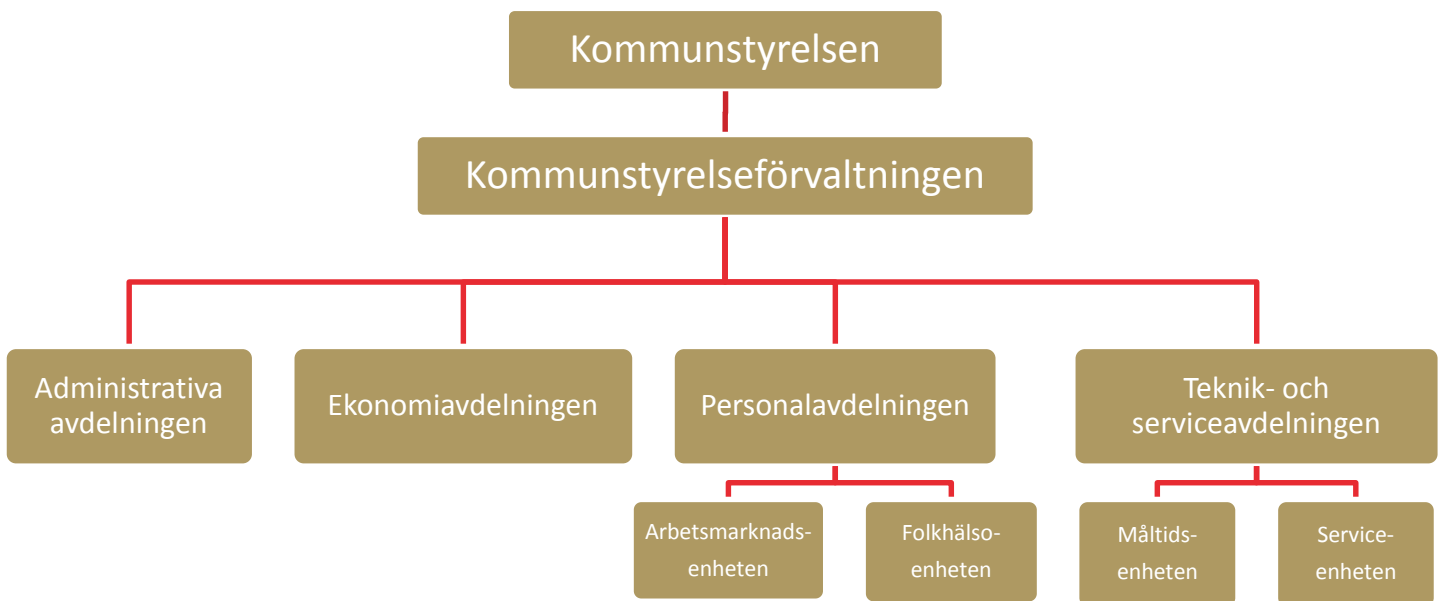 Kommunstyrelsen
Kommunstyrelseförvaltningen
Administrativa
avdelningen
Ekonomiavdelningen
Personalavdelningen
Teknik- och
serviceavdelningen
Arbetsmarknads-
enheten
Folkhälso-
enheten
Måltids-
enheten
Service-
enheten